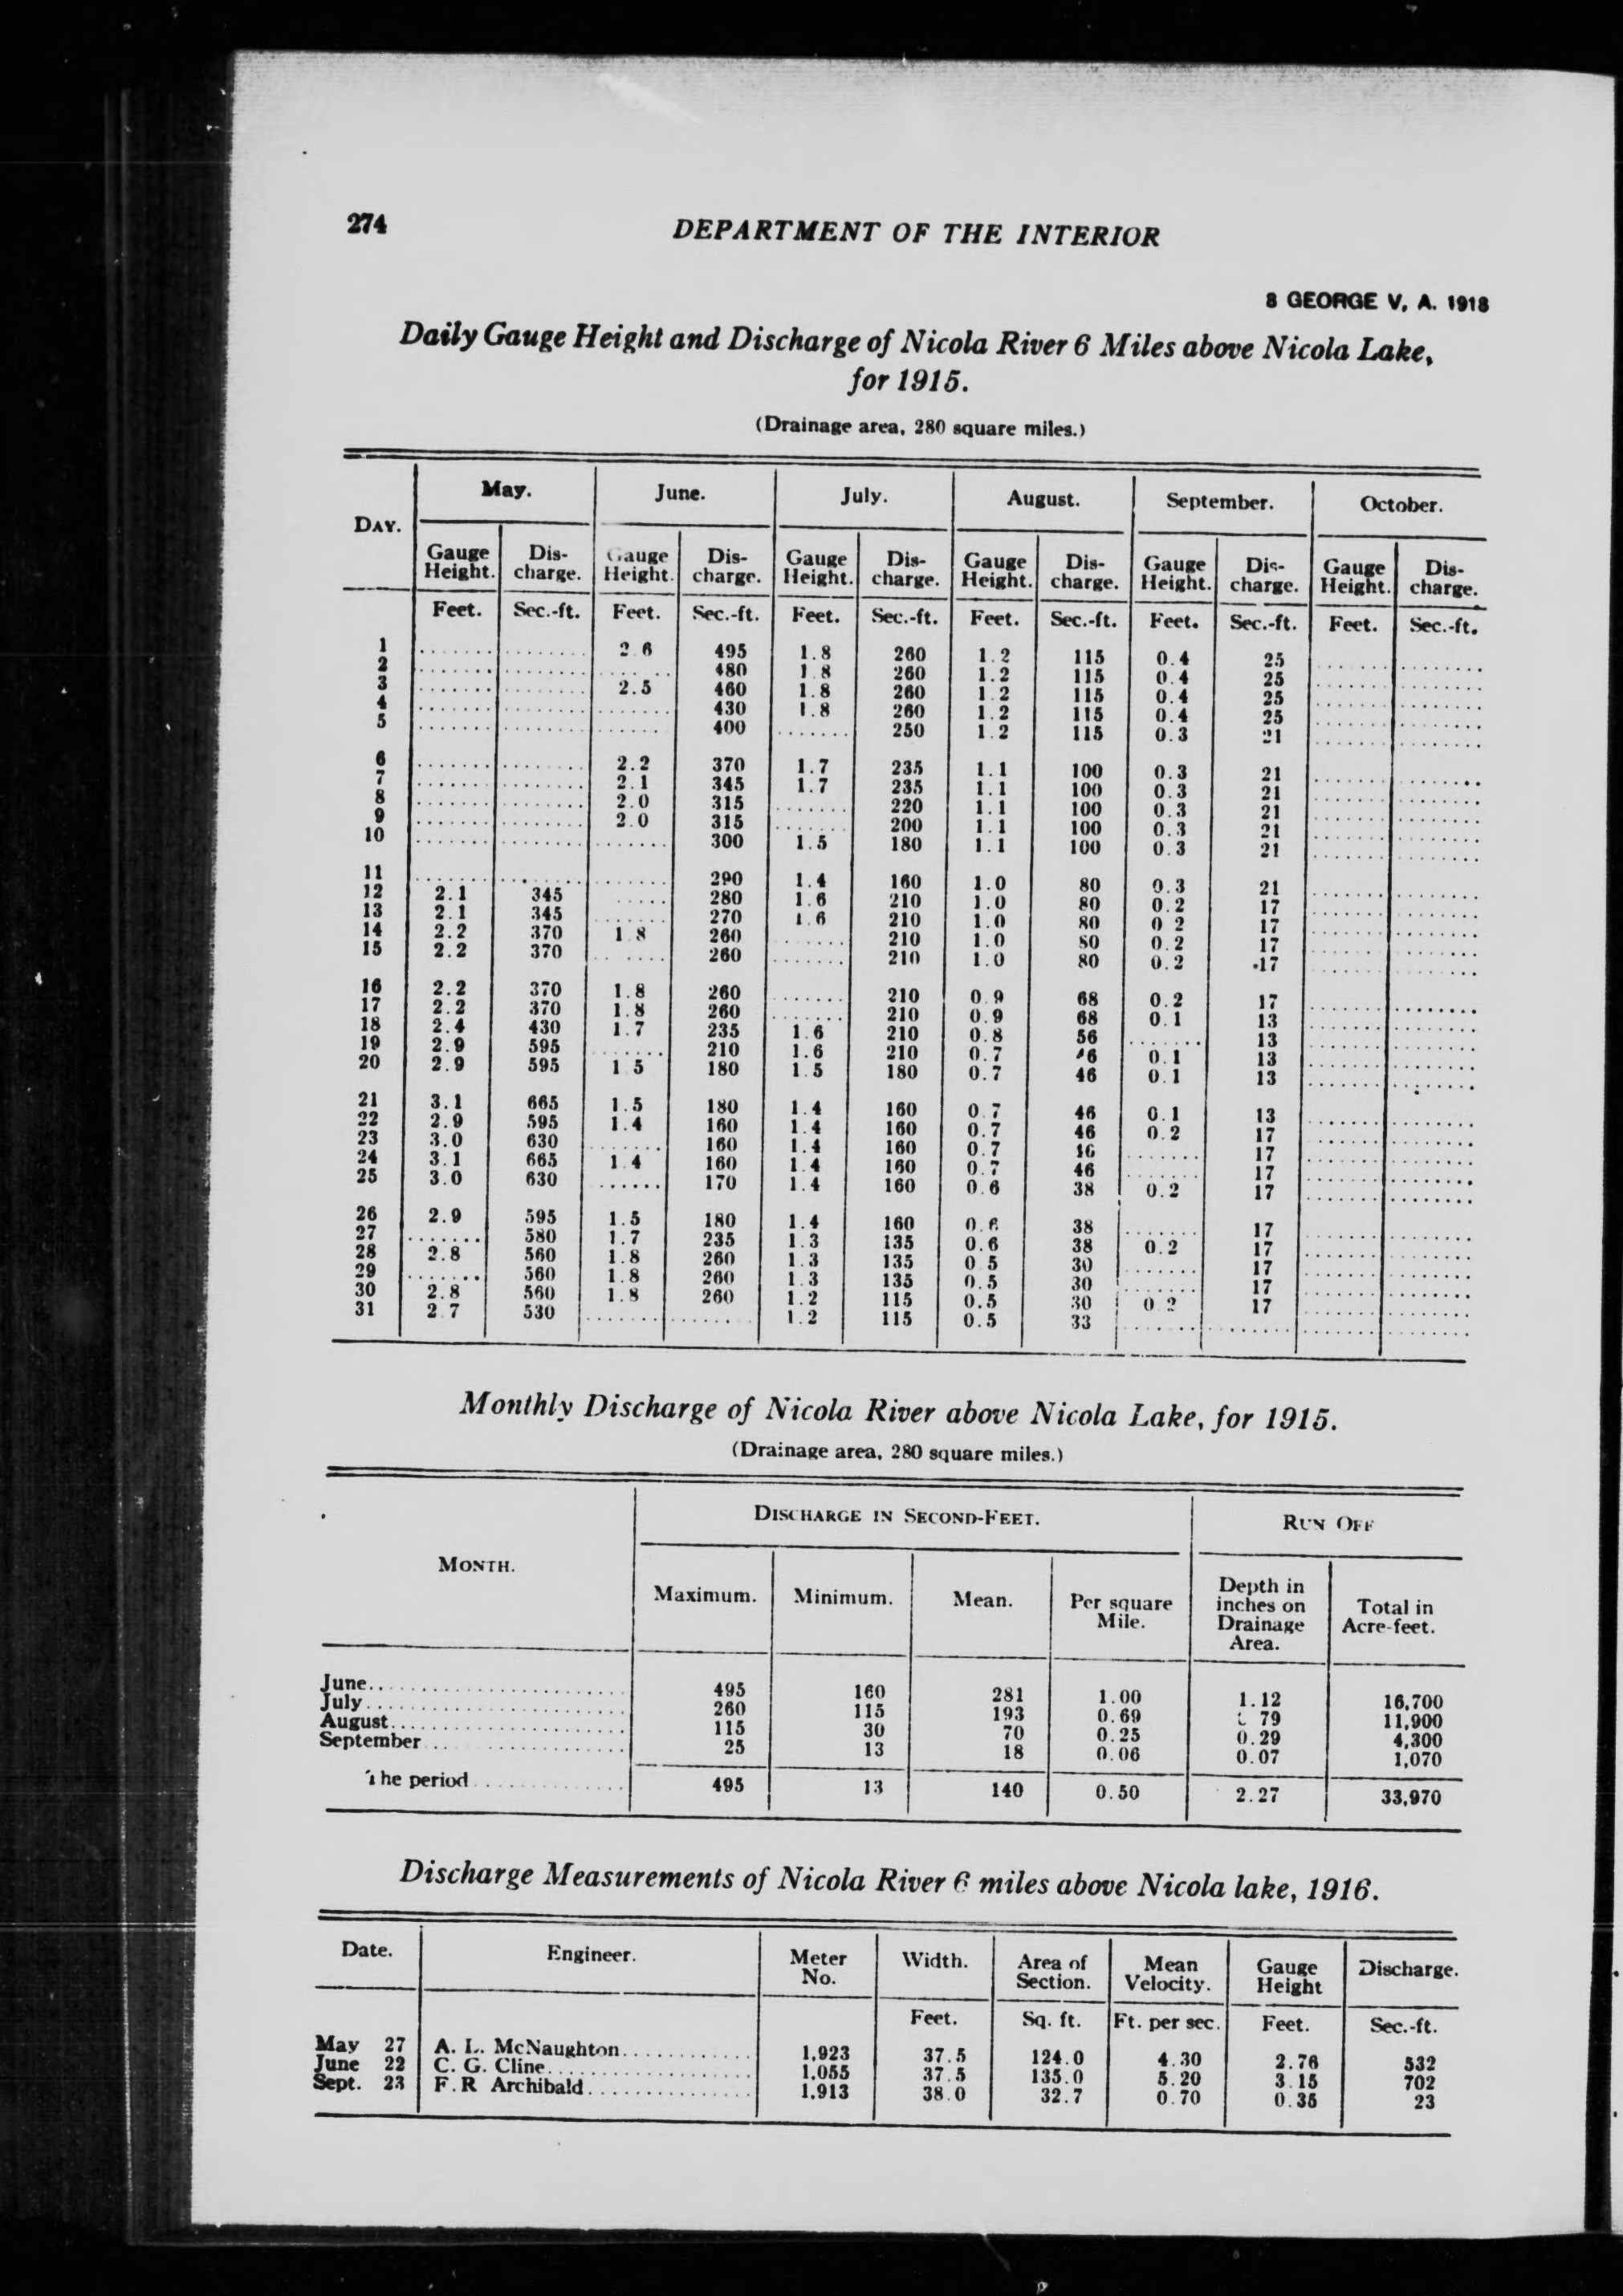 274
DEPARTMENT OF THE INTERIOR
8 GEORGE V, A. 1918
Daily Gauge Height and Discharge of Nicola River 6 Miles above Nicola Lake,
for 1915.
(Drainage area, 280 square miles.)
DAY. May. June. July. August. September. October.
Gauge Height. Dis-charge. Gauge Height. Dis-charge. Gauge Height. Dis-charge. Gauge Height. Dis-charge. Gauge Height. Dis-charge. Gauge Height. Dis-charge.
Feet. Sec.-ft. Feet. Sec.-ft. Feet. Sec.-ft. Feet. Sec.-ft. Feet. Sec.-ft. Feet. Sec.-ft.
1 ....... ....... 2.6 495 1.8 260 1.2 115 0.4 25 ....... .......
2 ....... ....... ....... 480 1.8 260 1.2 115 0.4 25 ....... .......
3 ....... ....... 2.5 460 1.8 260 1.2 115 0.4 25 ....... .......
4 ....... ....... ....... 430 1.8 260 1.2 115 0.4 25 ....... .......
5 ....... ....... ....... 400 ....... 250 1.2 115 0.3 21 ....... .......
6 ....... ....... 2.2 370 1.7 235 1.1 100 0.3 21 ....... .......
7 ....... ....... 2.1 345 1.7 235 1.1 100 0.3 21 ....... .......
8 ....... ....... 2.0 315 ....... 220 1.1 100 0.3 21 ....... .......
9 ....... ....... 2.0 315 ....... 200 1.1 100 0.3 21 ....... .......
10 ....... ....... ....... 300 1.5 180 1.1 100 0.3 21 ....... .......
11 ....... ....... ....... 290 1.4 160 1.0 80 0.3 21 ....... .......
12 2.1 345 ....... 280 1.6 210 1.0 80 0.2 17 ....... .......
13 2.1 345 ....... 270 1.6 210 1.0 80 0.2 17 ....... .......
14 2.2 370 1.8 260 ....... 210 1.0 80 0.2 17 ....... .......
15 2.2 370 ....... 260 ....... 210 1.0 80 0.2 17 ....... .......
16 2.2 370 1.8 260 ....... 210 0.9 68 0.2 17 ....... .......
17 2.2 370 1.8 260 ....... 210 0.9 68 0.1 13 ....... .......
18 2.4 430 1.7 235 1.6 210 0.8 56 ....... 13 ....... .......
19 2.9 595 ....... 210 1.6 210 0.7 46 0.1 13 ....... .......
20 2.9 595 1.5 180 1.5 180 0.7 46 0.1 13 ....... .......
21 3.1 665 1.5 180 1.4 160 0.7 46 0.1 13 ....... .......
22 2.9 595 1.4 160 1.4 160 0.7 46 0.2 17 ....... .......
23 3.0 630 ....... 160 1.4 160 0.7 ....... 17 ....... .......
24 3.1 665 1.4 160 1.4 160 0.7 46 ....... 17 ....... .......
25 3.0 630 ....... 170 1.4 160 0.6 38 0.2 17 ....... .......
26 2.9 595 1.5 180 1.4 160 0.6 38 ....... 17 ....... .......
27 ....... 580 1.7 235 1.3 135 0.6 38 0.2 17 ....... .......
28 2.8 560 1.8 260 1.3 135 0.5 30 ....... 17 ....... .......
29 ....... 560 1.8 260 1.3 135 0.5 30 ....... 17 ....... .......
30 2.8 560 1.8 260 1.2 115 0.5 30 0.2 17 ....... .......
31 2.7 530 ....... ....... 1.2 115 0.5 33 ....... ....... ....... .......
Monthly Discharge of Nicola River above Nicola Lake, for 1915.
(Drainage area, 280 square miles.)
MONTH. DISCHARGE IN SECOND-FEET. RUN OFF
Maximum. Minimum. Mean. Per square Mile. Depth in inches on Drainage Area. Total in Acre-feet.
June 495 160 281 1.00 1.12 16,700
July 260 115 193 0.69 79 11,900
August 115 30 70 0.25 0.29 4,300
September 25 13 18 0.06 0.07 1,070
The period 495 13 140 0.50 2.27 33,970
Discharge Measurements of Nicola River 6 miles above Nicola lake, 1916.
Date. Engineer. Meter No. Width. Area of Section. Mean Velocity. Gauge Height Discharge.
Feet. Sq. ft. Ft. per sec. Feet. Sec.-ft.
May 27 A. L. McNaughton 1,923 37.5 124.0 4.30 2.76 532
June 22 C. G. Cline 1,055 37.5 135.0 5.20 3.15 702
Sept. 23 F.R Archibald 1,913 38.0 32.7 0.70 0.35 23